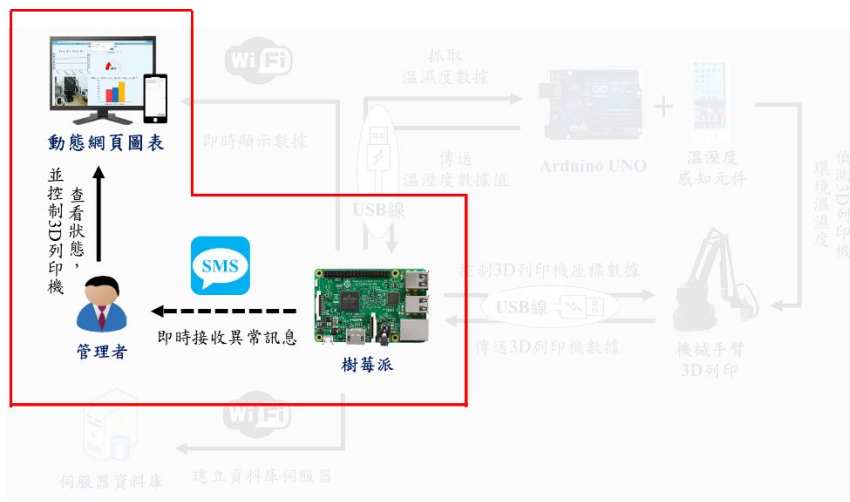 WiFi
抓取
溫濕度數據
動態網頁圖表
即時顯示數據
傳送
溫溼度數據值
Arduino UNO
+
溫溼度
感知元件
偵測3D列印機
環境溫濕度
USB線
查看狀態，
並控制3D列印機
SMS
控制3D列印機座標數據
USB線
管理者
即時接收異常訊息
傳送3D列印機數據
樹莓派
機械手臂
3D列印
WiFi
伺服器資料庫
建立資料庫伺服器